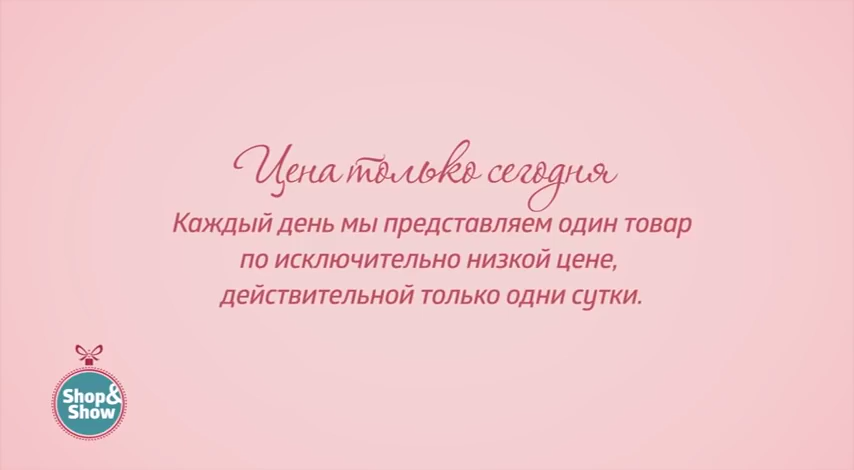 Цена только сегодня
Каждый день мы представляем один товар
по исключительно низкой цене,
действительной только одни сутки.
Shop&
Show